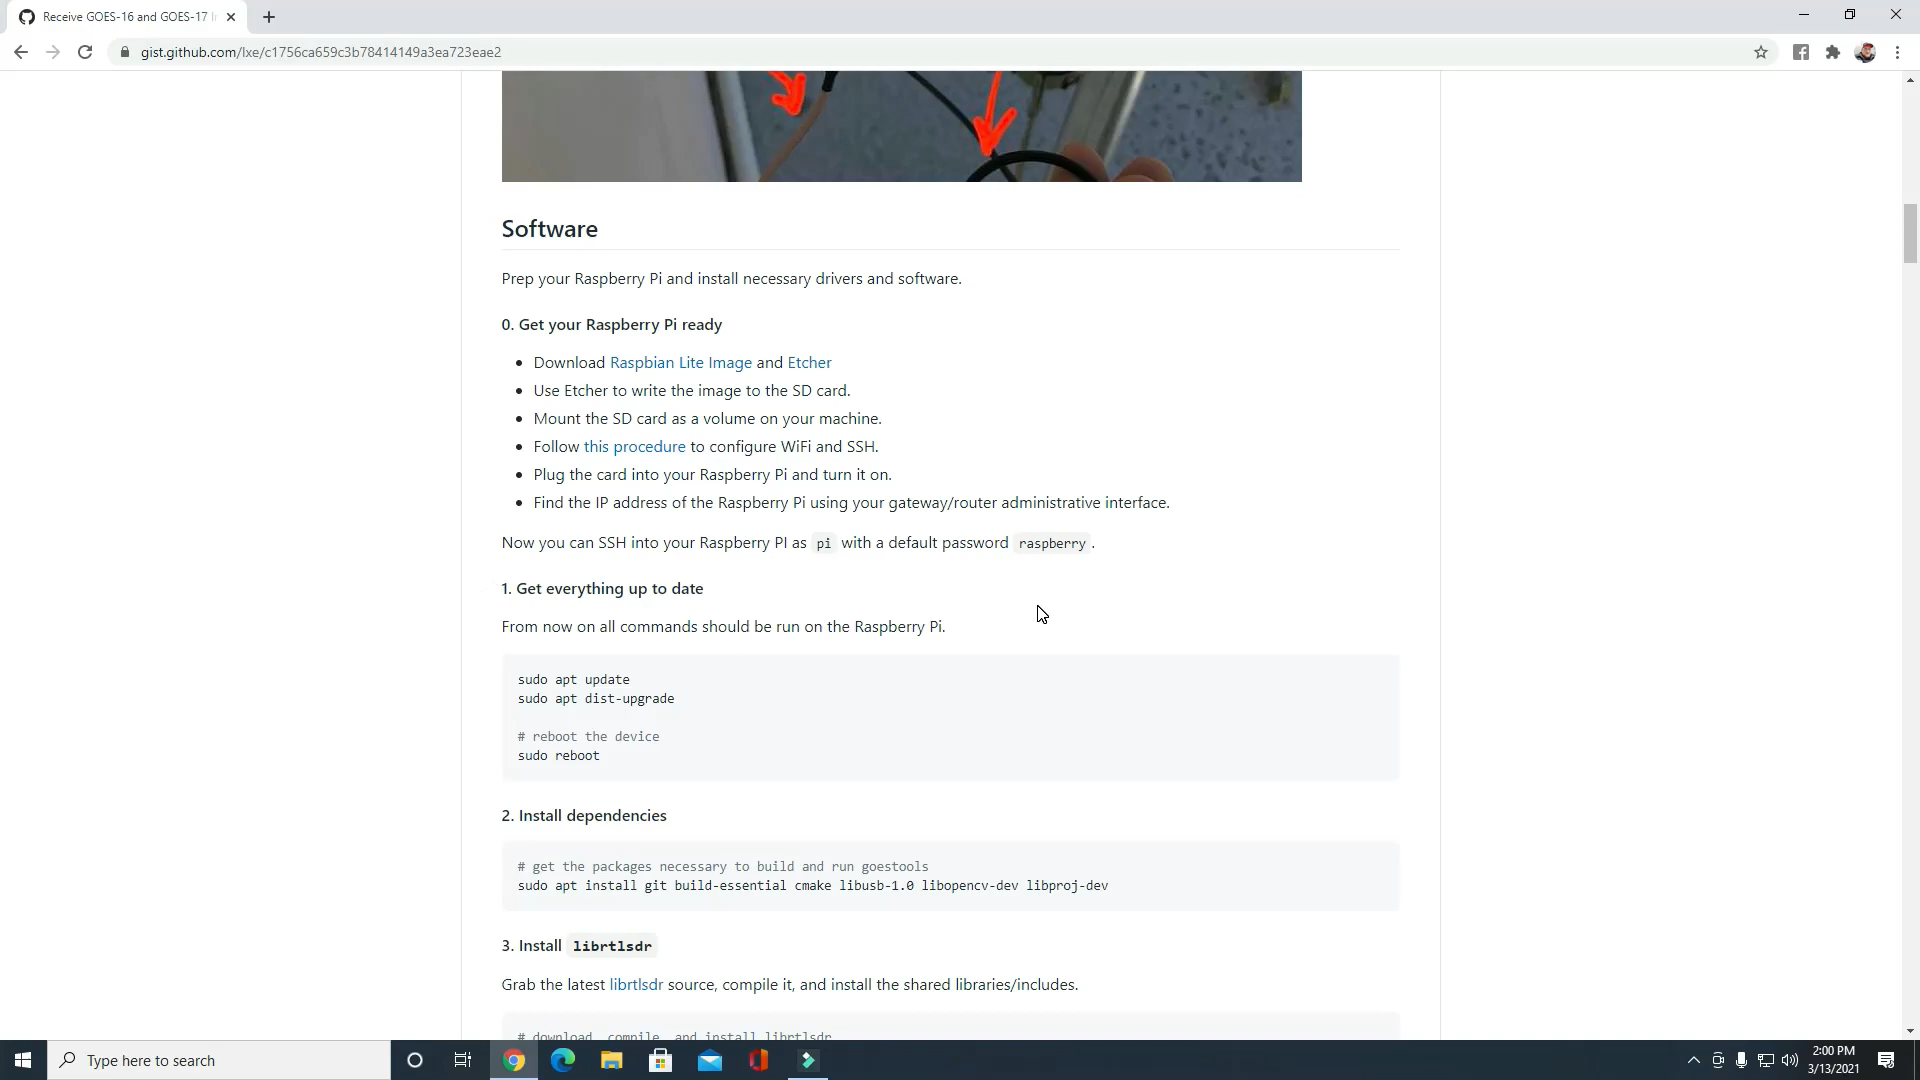 Receive GOES-16 and GOES-17
gist.github.com/lxe/c1756ca659c3b78414149a3ea723eae2
Software
Prep your Raspberry Pi and install necessary drivers and software.
0. Get your Raspberry Pi ready
Download Raspbian Lite Image and Etcher
Use Etcher to write the image to the SD card.
Mount the SD card as a volume on your machine.
Follow this procedure to configure WiFi and SSH.
Plug the card into your Raspberry Pi and turn it on.
Find the IP address of the Raspberry Pi using your gateway/router administrative interface.
Now you can SSH into your Raspberry PI as pi with a default password raspberry .
1. Get everything up to date
From now on all commands should be run on the Raspberry Pi.
sudo apt update
sudo apt dist-upgrade
# reboot the device
sudo reboot
2. Install dependencies
# get the packages necessary to build and run goestools
sudo apt install git build-essential cmake libusb-1.0 libopencv-dev libproj-dev
3. Install librtlsdr
Grab the latest librtlsdr source, compile it, and install the shared libraries/includes.
# download, compile, and install librtlsdr
Type here to search
2:00 PM
3/13/2021